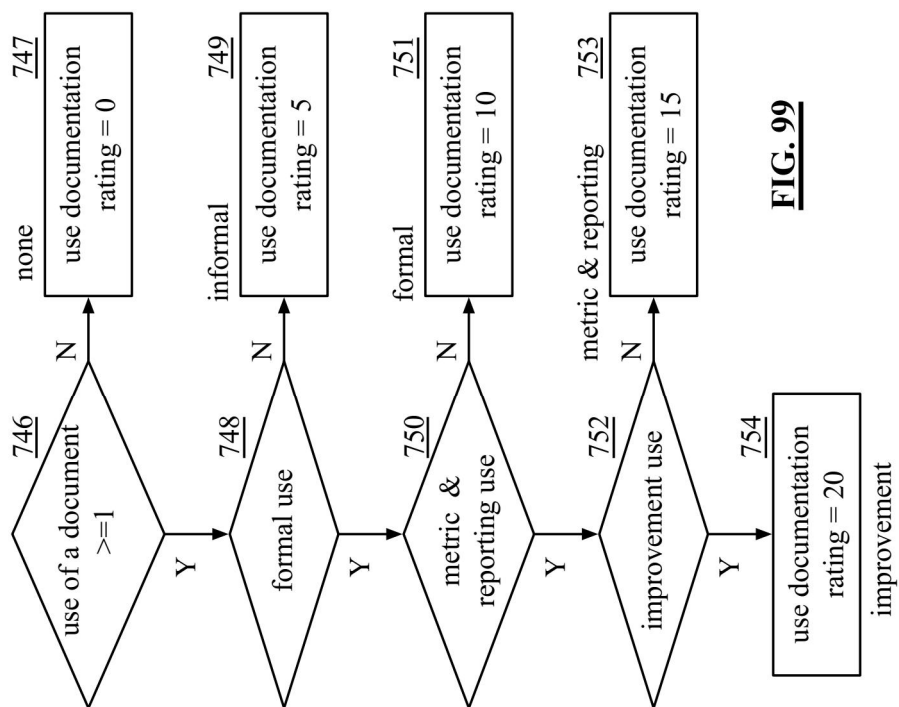 746
use of a document
>=1
N
none
747
use documentation
rating = 0
Y
748
formal use
N
informal
749
use documentation
rating = 5
Y
750
metric &
reporting use
N
formal
751
use documentation
rating = 10
Y
752
improvement use
N
metric & reporting
753
use documentation
rating = 15
Y
754
use documentation
rating = 20
improvement
FIG. 99